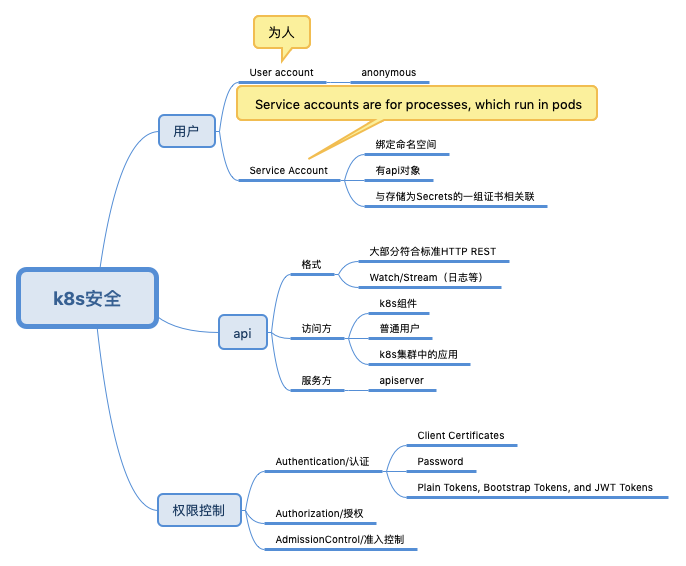 为人
User account
anonymous
Service accounts are for processes, which run in pods
用户
绑定命名空间
Service Account
有api对象
与存储为Secrets的一组证书相关联
k8s安全
格式
大部分符合标准HTTP REST
Watch/Stream（日志等）
api
访问方
k8s组件
普通用户
k8s集群中的应用
服务方
apiserver
权限控制
Authentication/认证
Client Certificates
Password
Plain Tokens, Bootstrap Tokens, and JWT Tokens
Authorization/授权
AdmissionControl/准入控制